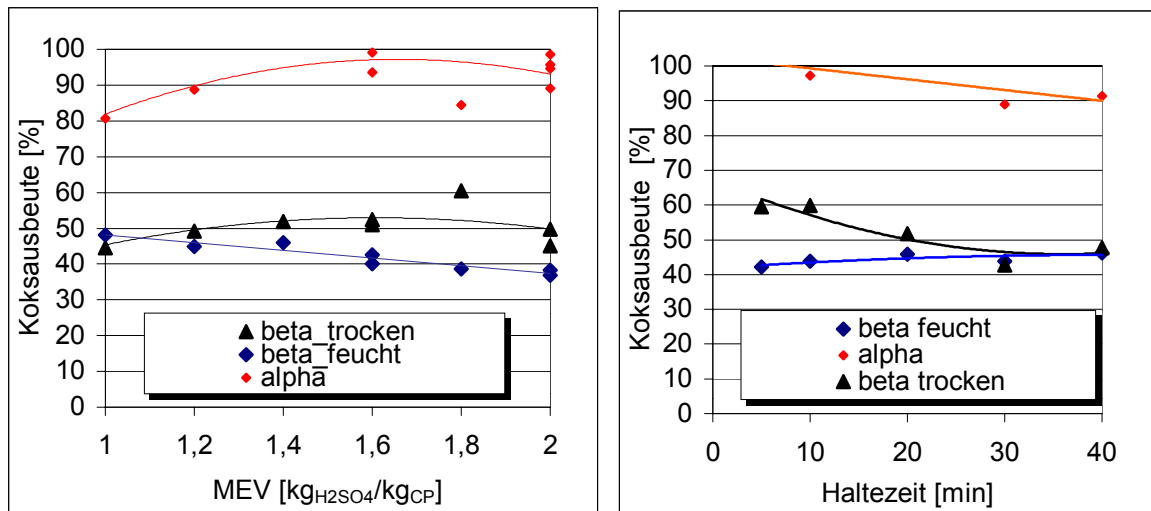 Koksausbeute [%]
100
90
80
70
60
50
40
30
20
10
0
beta_trocken
beta_feucht
alpha
1 1,2 1,4 1,6 1,8 2
MEV [kgH2SO4/kgCP]
Koksausbeute [%]
100
90
80
70
60
50
40
30
20
10
0
beta feucht
alpha
beta trocken
0 10 20 30 40
Haltezeit [min]